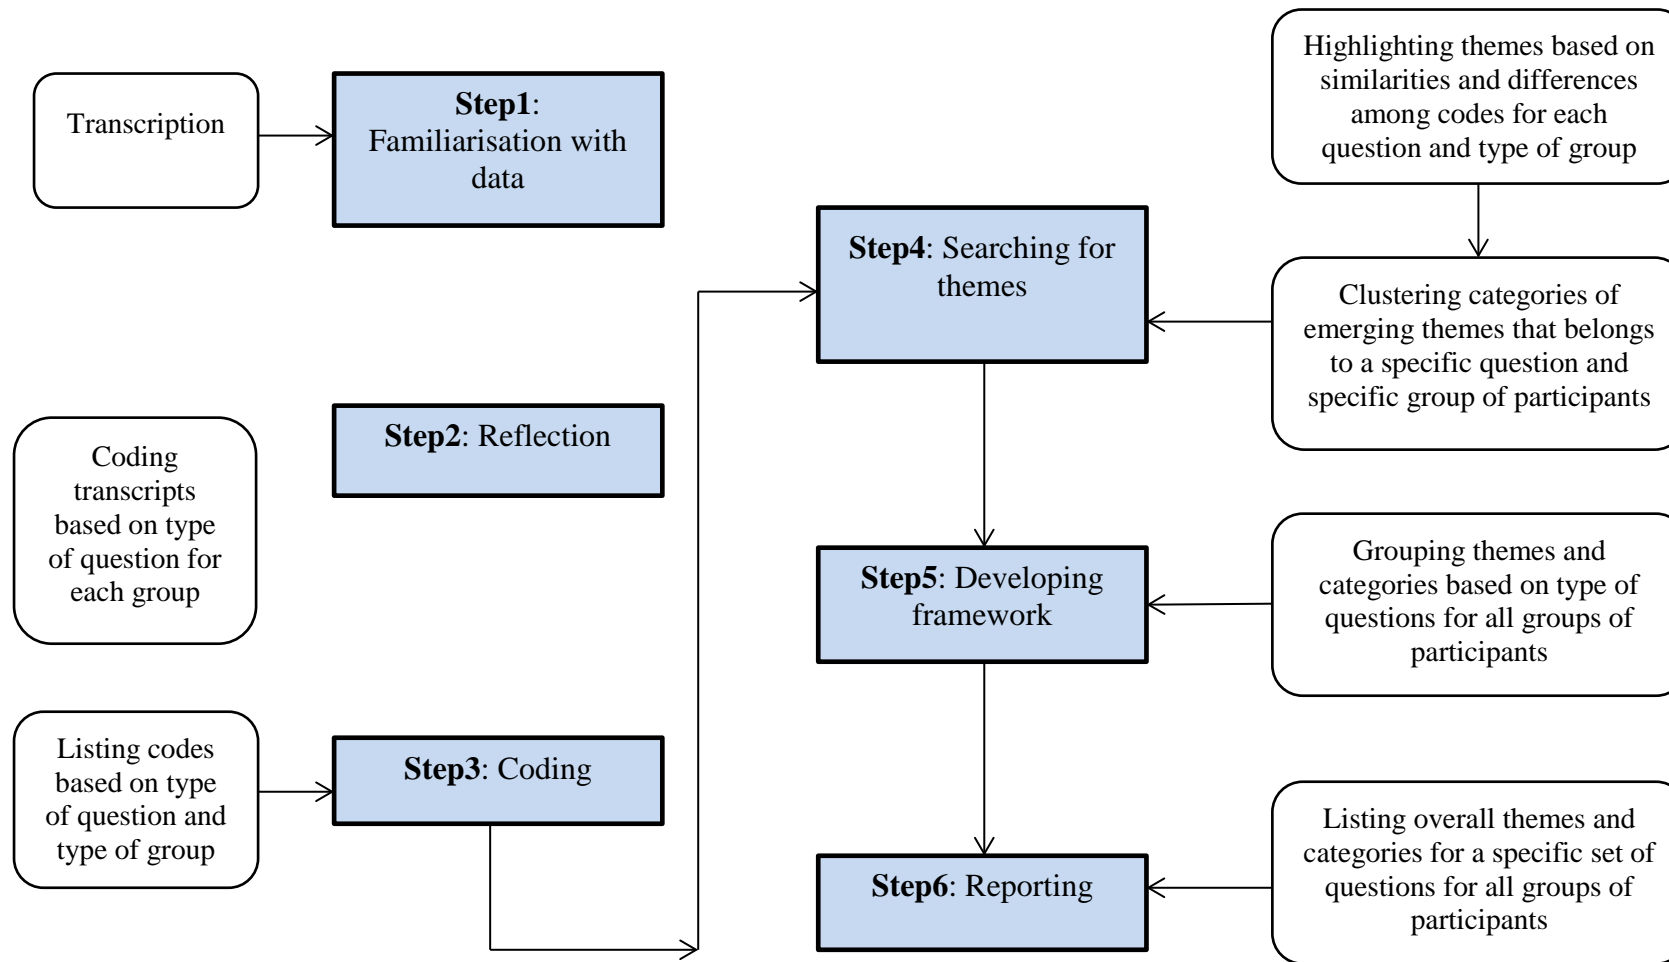 Transcription
Step1:
Familiarisation with
data
Step2: Reflection
Coding
transcripts
based on type
of question for
each group
Listing codes
based on type
of question and
type of group
Step3: Coding
Highlighting themes based on
similarities and differences
among codes for each
question and type of group
Step4: Searching for
themes
Clustering categories of
emerging themes that belongs
to a specific question and
specific group of participants
Step5: Developing
framework
Grouping themes and
categories based on type of
questions for all groups of
participants
Step6: Reporting
Listing overall themes and
categories for a specific set of
questions for all groups of
participants